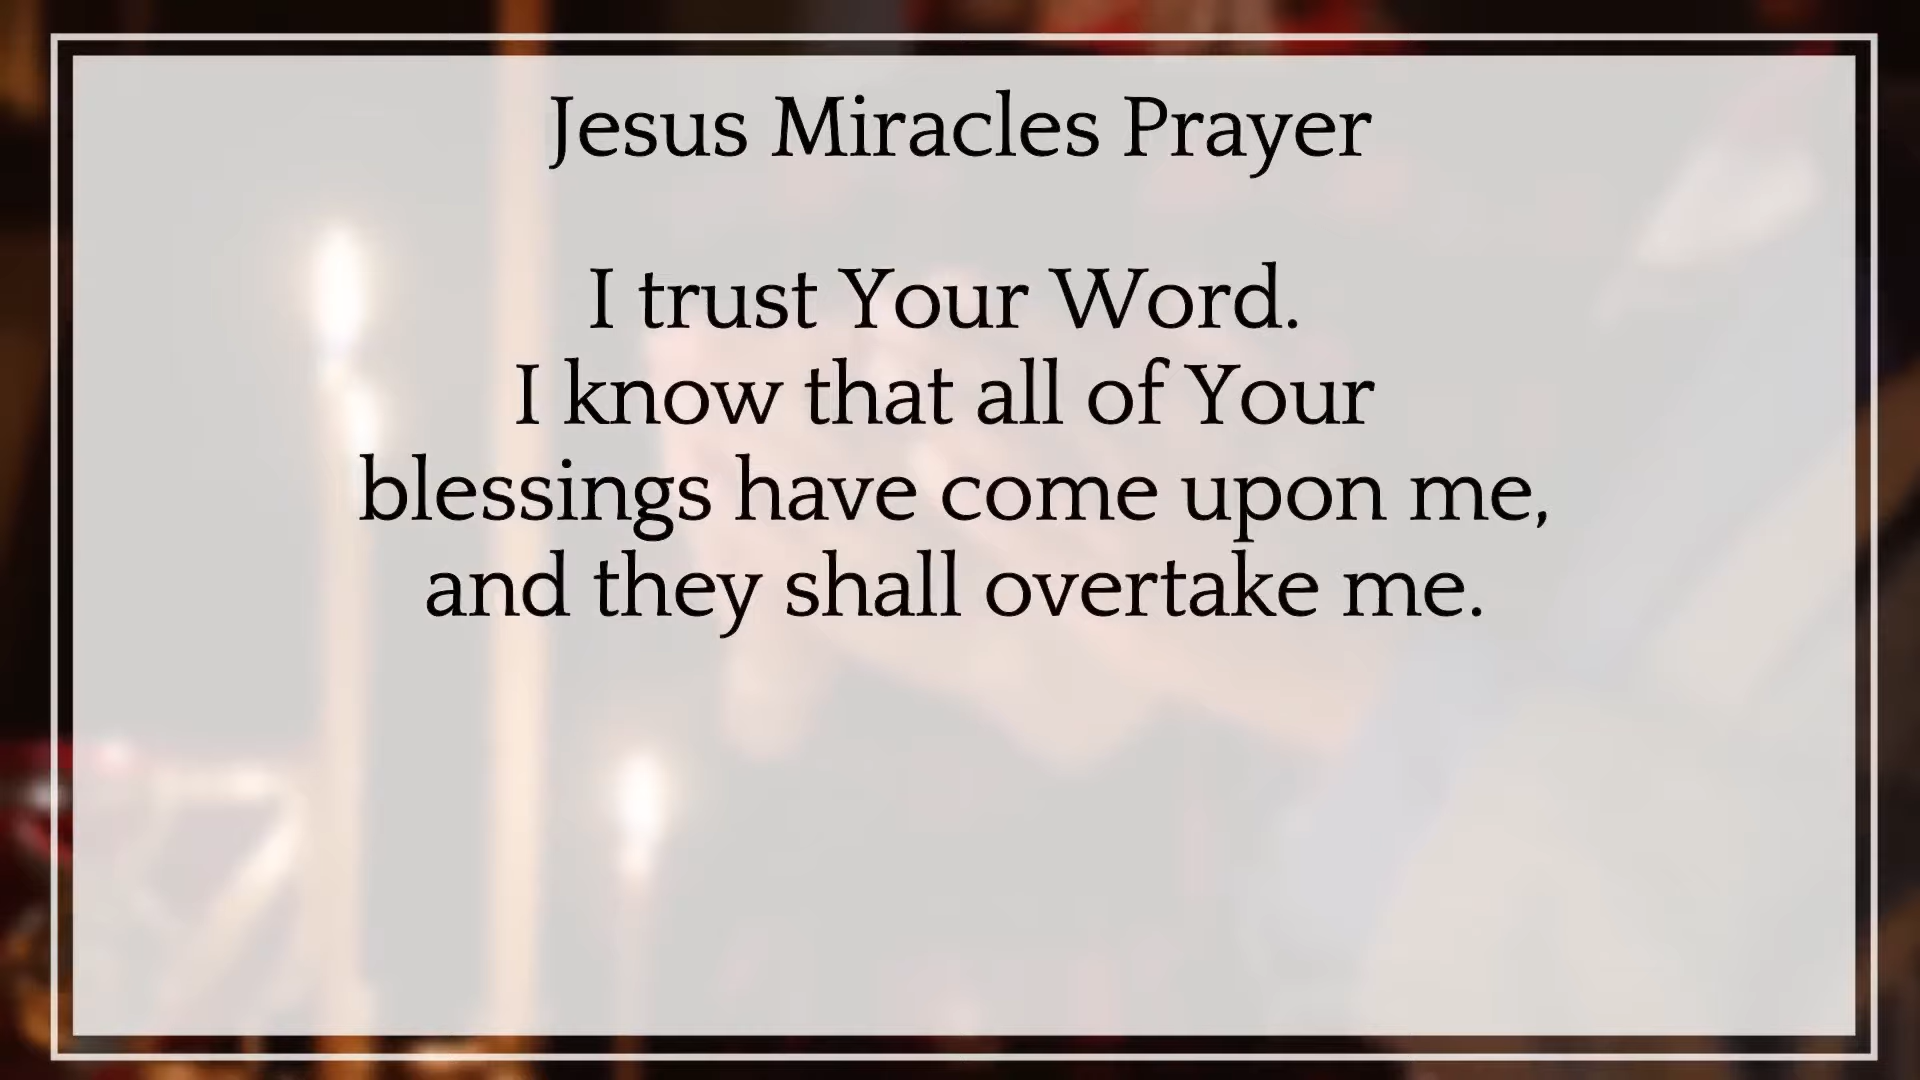 Jesus Miracles Prayer
I trust Your Word.
I know that all of Your
blessings have come upon me,
and they shall overtake me.